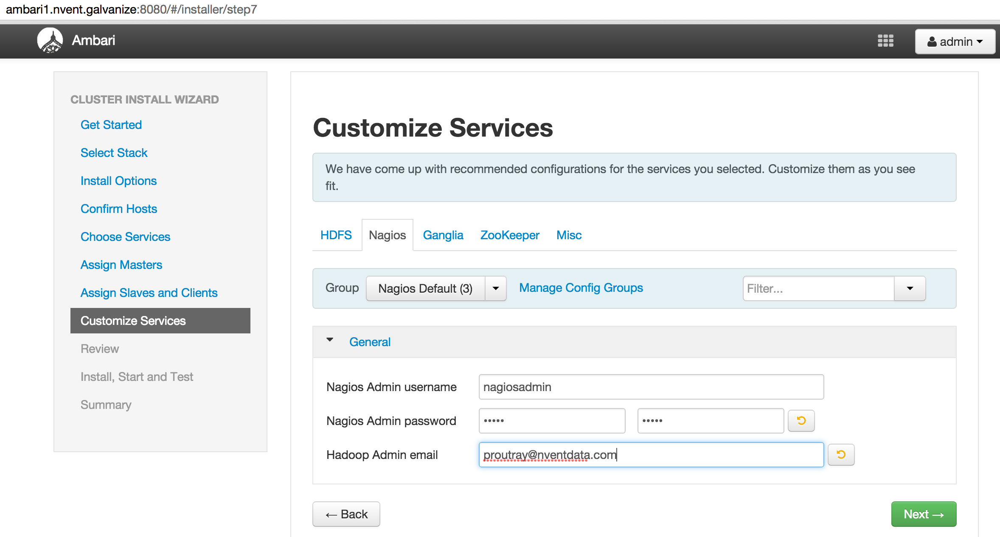 ambari1.nvent.galvanize:8080/#/installer/step7
Ambari
admin
CLUSTER INSTALL WIZARD
Get Started
Select Stack
Install Options
Confirm Hosts
Choose Services
Assign Masters
Assign Slaves and Clients
Customize Services
Review
Install, Start and Test
Summary
Customize Services
We have come up with recommended configurations for the services you selected. Customize them as you see
fit.
HDFS Nagios Ganglia ZooKeeper Misc
Group Nagios Default (3) Manage Config Groups Filter...
General
Nagios Admin username nagiosadmin
Nagios Admin password ••••• •••••
Hadoop Admin email proutray@nventdata.com
← Back Next →